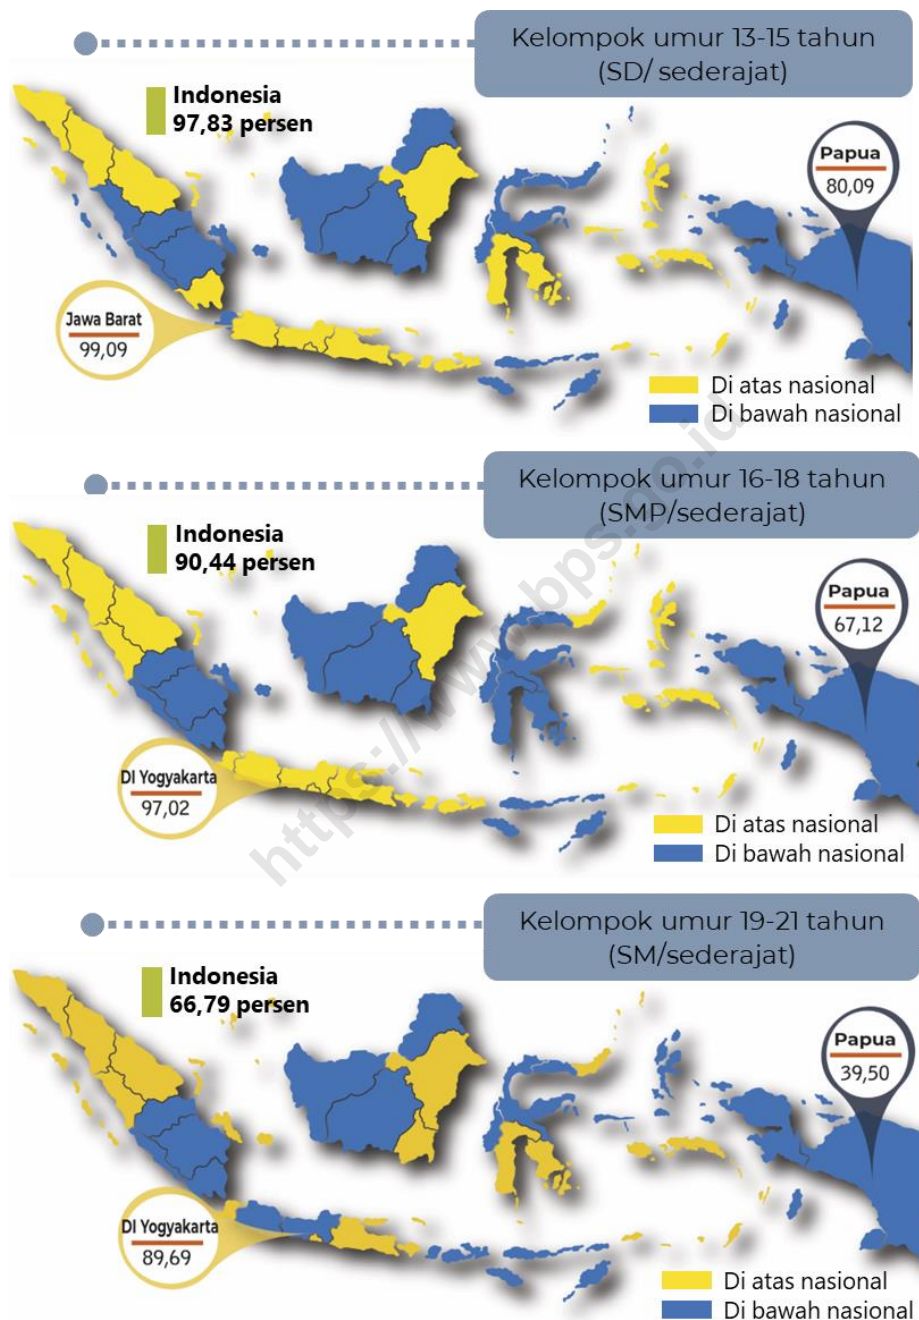 Kelompok umur 13-15 tahun
(SD/ sederajat)
Indonesia
97,83 persen
Papua
80,09
Jawa Barat
99,09
Di atas nasional
Di bawah nasional
Kelompok umur 16-18 tahun
(SMP/sederajat)
Indonesia
90,44 persen
Papua
67,12
DI Yogyakarta
97,02
Di atas nasional
Di bawah nasional
https://www.bps.go.id
Kelompok umur 19-21 tahun
(SM/sederajat)
Indonesia
66,79 persen
Papua
39,50
DI Yogyakarta
89,69
Di atas nasional
Di bawah nasional